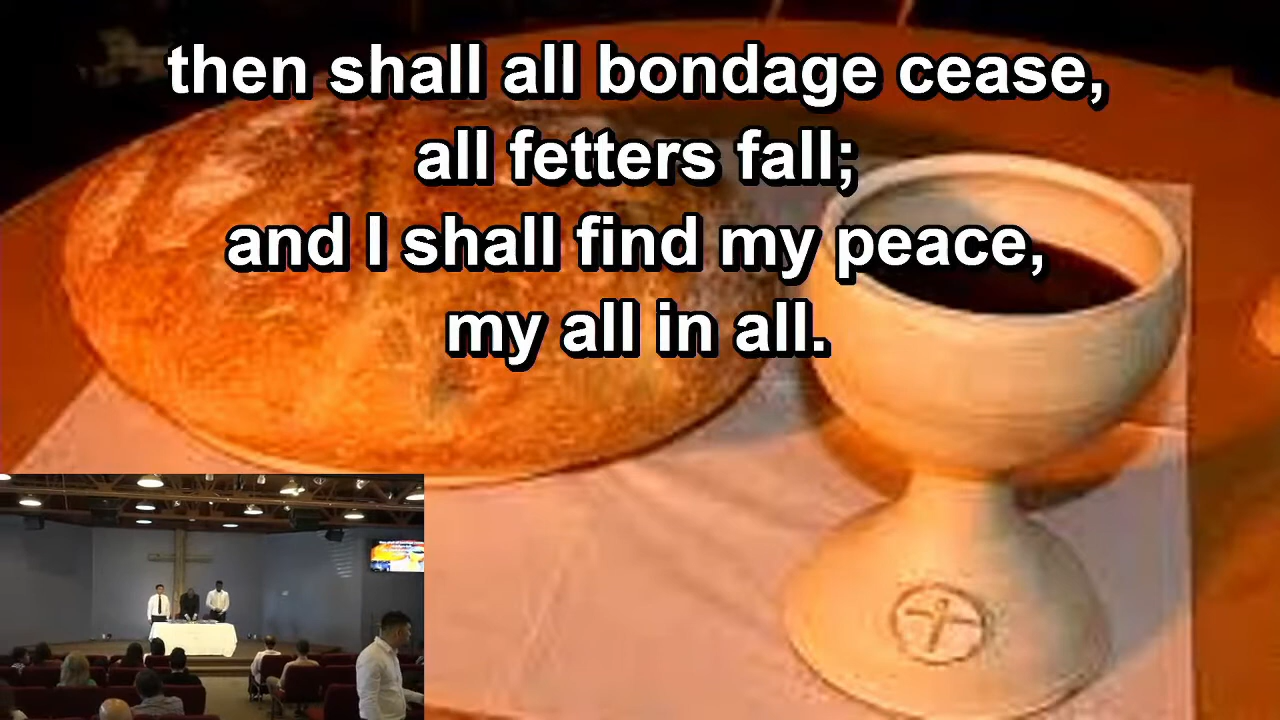 then shall all bondage cease,
all fetters fall;
and I shall find my peace,
my all in all.